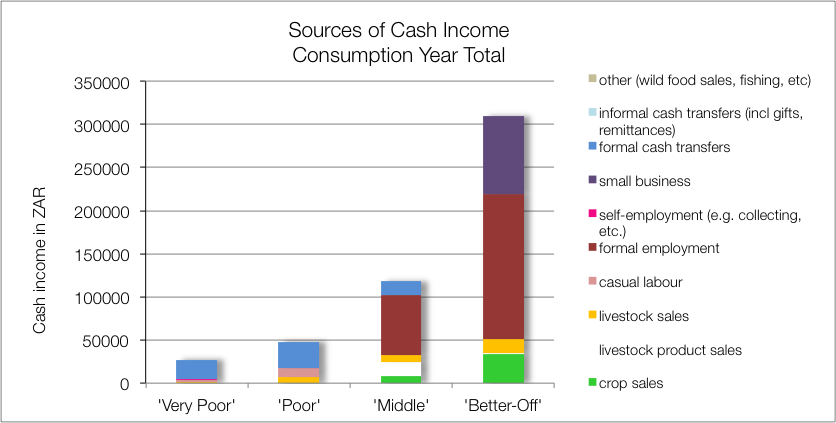 Sources of Cash Income
Consumption Year Total
Cash income in ZAR
350000
300000
250000
200000
150000
100000
50000
0
'Very Poor'
'Poor'
'Middle'
'Better-Off'
other (wild food sales, fishing, etc)
informal cash transfers (incl gifts,
remittances)
formal cash transfers
small business
self-employment (e.g. collecting,
etc.)
formal employment
casual labour
livestock sales
livestock product sales
crop sales